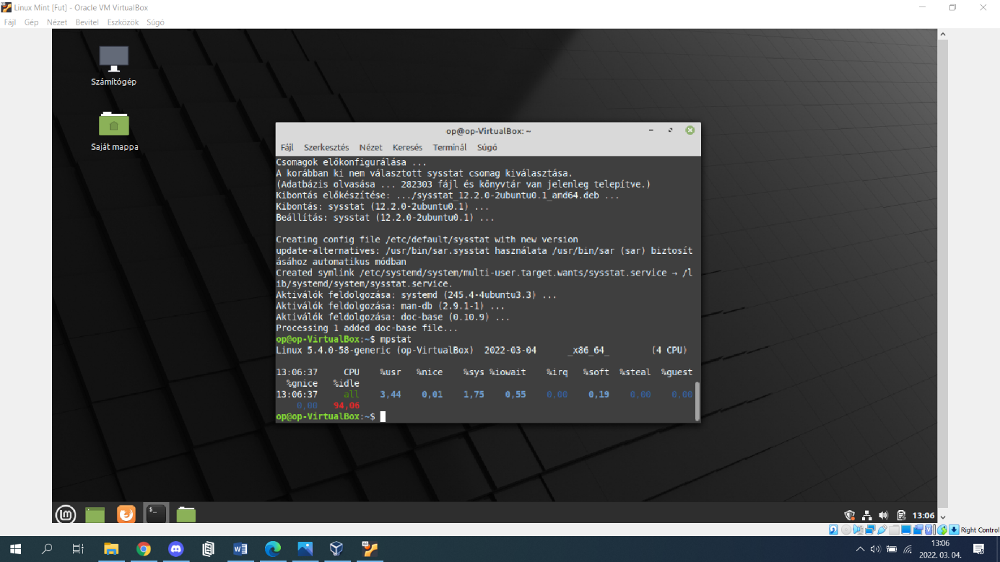 Linux Mint [Fut] - Oracle VM VirtualBox
Fájl Gép Nézet Bevitel Eszközök Súgó
Számítógép
Saját mappa
op@op-VirtualBox: ~
Fájl Szerkesztés Nézet Keresés Terminál Súgó
Csomagok előkonfigurálása ...
A korábban ki nem választott sysstat csomag kiválasztása.
(Adatbázis olvasása ... 282303 fájl és könyvtár van jelenleg telepítve.)
Kibontás előkészítése: .../sysstat_12.2.0-2ubuntu0.1_amd64.deb ...
Kibontás: sysstat (12.2.0-2ubuntu0.1) ...
Beállítás: sysstat (12.2.0-2ubuntu0.1) ...
Creating config file /etc/default/sysstat with new version
update-alternatives: /usr/bin/sar.sysstat használata /usr/bin/sar (sar) biztosít
ásához automatikus módban
Created symlink /etc/systemd/system/multi-user.target.wants/sysstat.service → /l
ib/systemd/system/sysstat.service.
Aktiválók feldolgozása: systemd (245.4-4ubuntu3.3) ...
Aktiválók feldolgozása: man-db (2.9.1-1) ...
Aktiválók feldolgozása: doc-base (0.10.9) ...
Processing 1 added doc-base file...
op@op-VirtualBox:~$ mpstat
Linux 5.4.0-58-generic (op-VirtualBox) 2022-03-04 _x86_64_ (4 CPU)
13:06:37 CPU %usr %nice %sys %iowait %irq %soft %steal %guest
%gnice %idle
13:06:37 all 3,44 0,01 1,75 0,55 0,00 0,19 0,00 0,00
0,00 94,06
op@op-VirtualBox:~$
13:06
Right Control
13:06
2022. 03. 04.